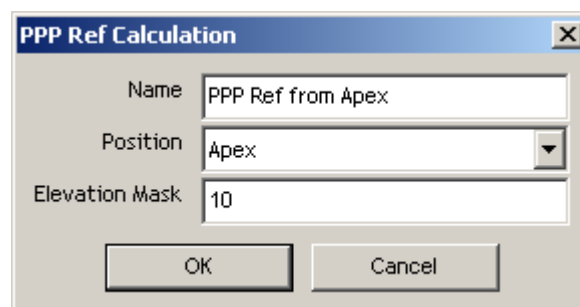 PPP Ref Calculation
Name PPP Ref from Apex
Position Apex
Elevation Mask 10
OK Cancel